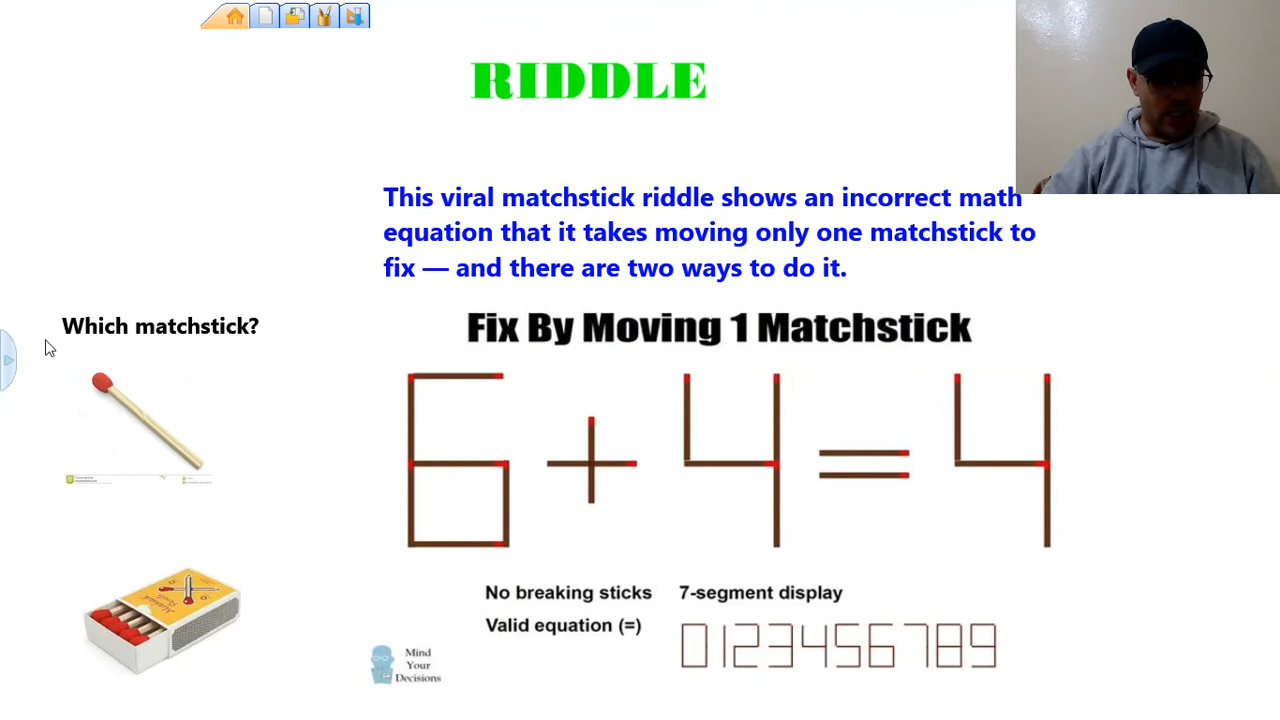 RIDDLE
This viral matchstick riddle shows an incorrect math
equation that it takes moving only one matchstick to
fix — and there are two ways to do it.
Which matchstick?
Fix By Moving 1 Matchstick
6 + 4 = 4
No breaking sticks
7-segment display
Valid equation (=)
0123456789
Mind
Your
Decisions